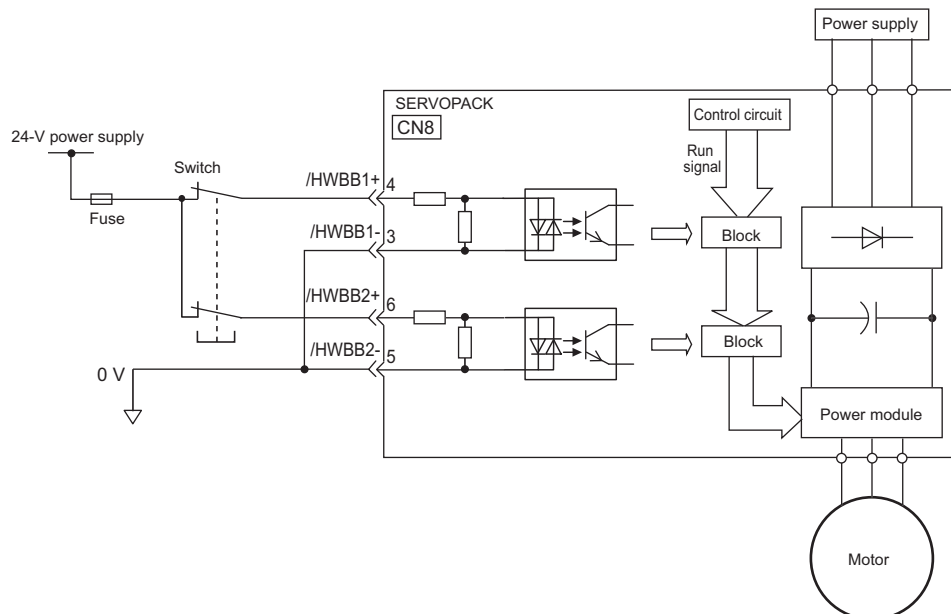 Power supply
SERVOPACK
CN8
Control circuit
24-V power supply
Run
signal
Switch
/HWBB1+
4
Fuse
/HWBB1-
3
Block
/HWBB2+
6
Block
/HWBB2-
5
0 V
Power module
Motor